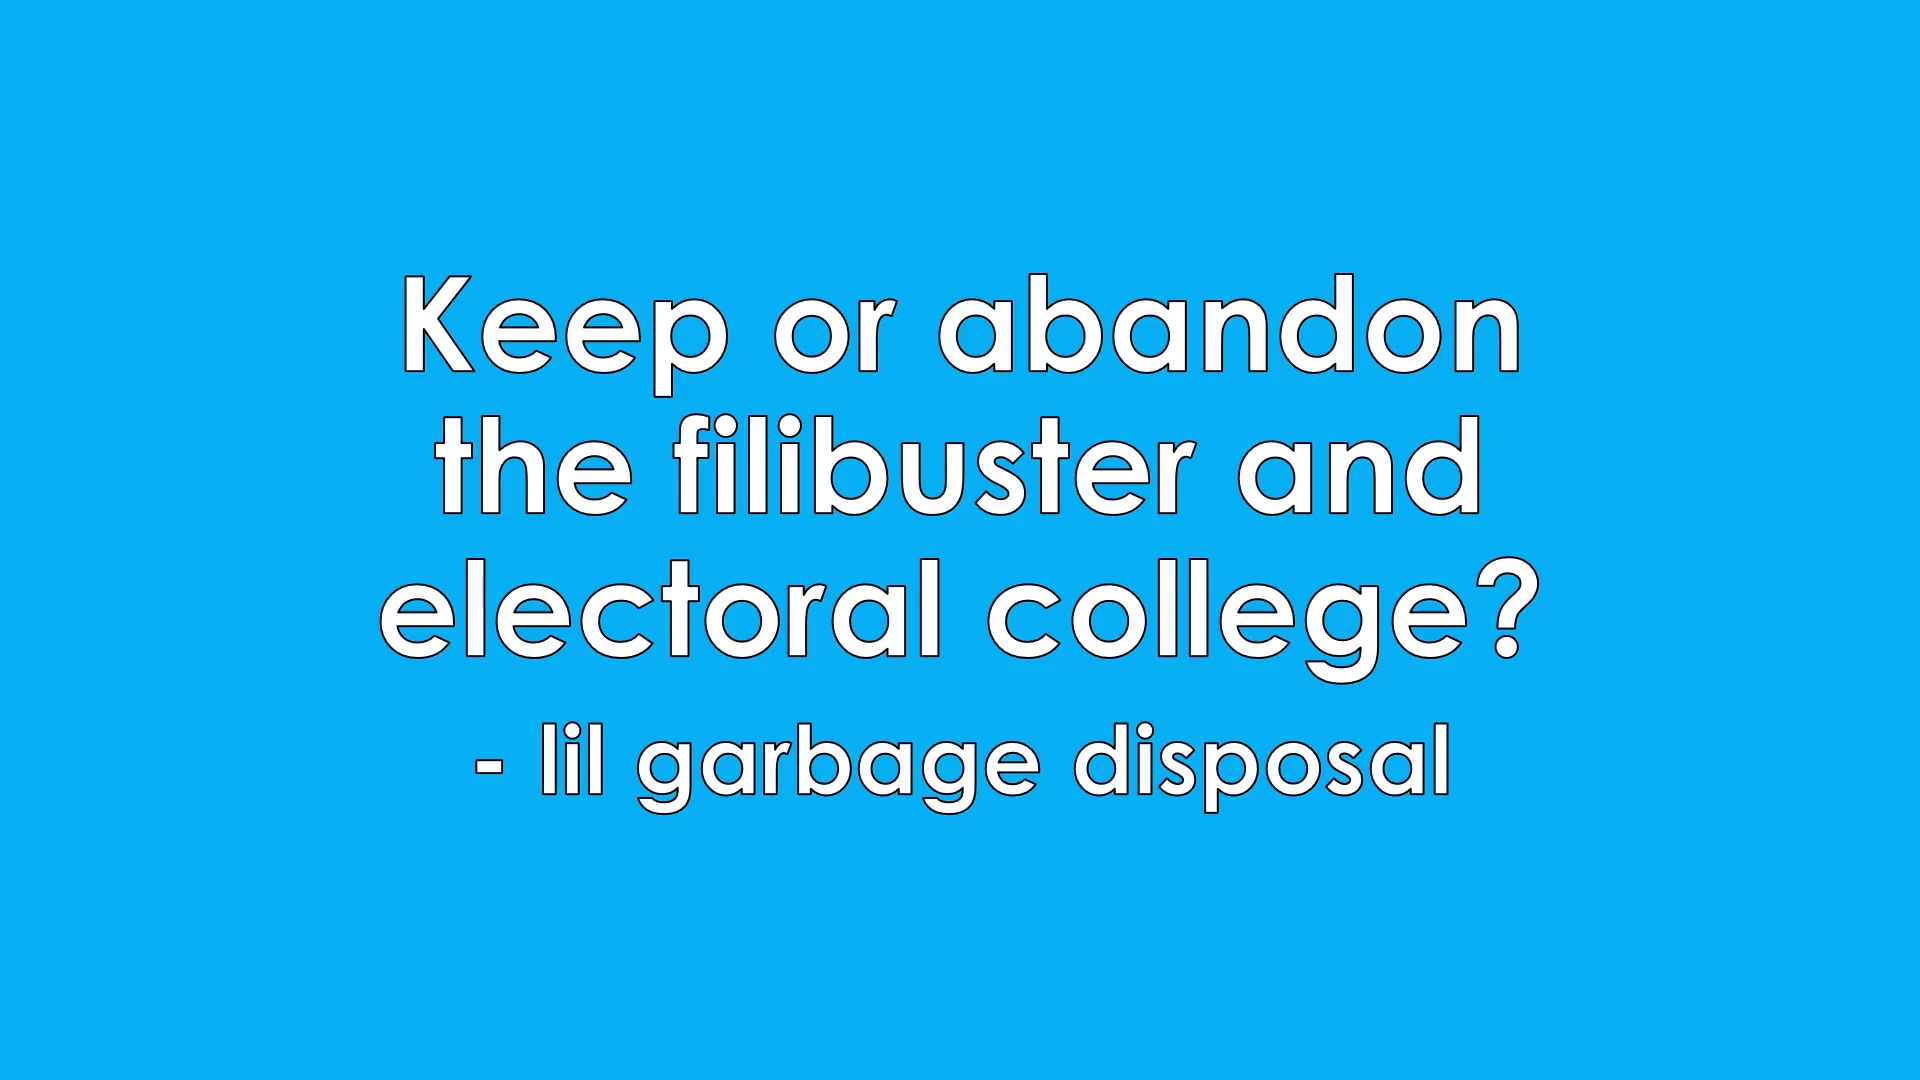 Keep or abandon
the filibuster and
electoral college?
- lil garbage disposal